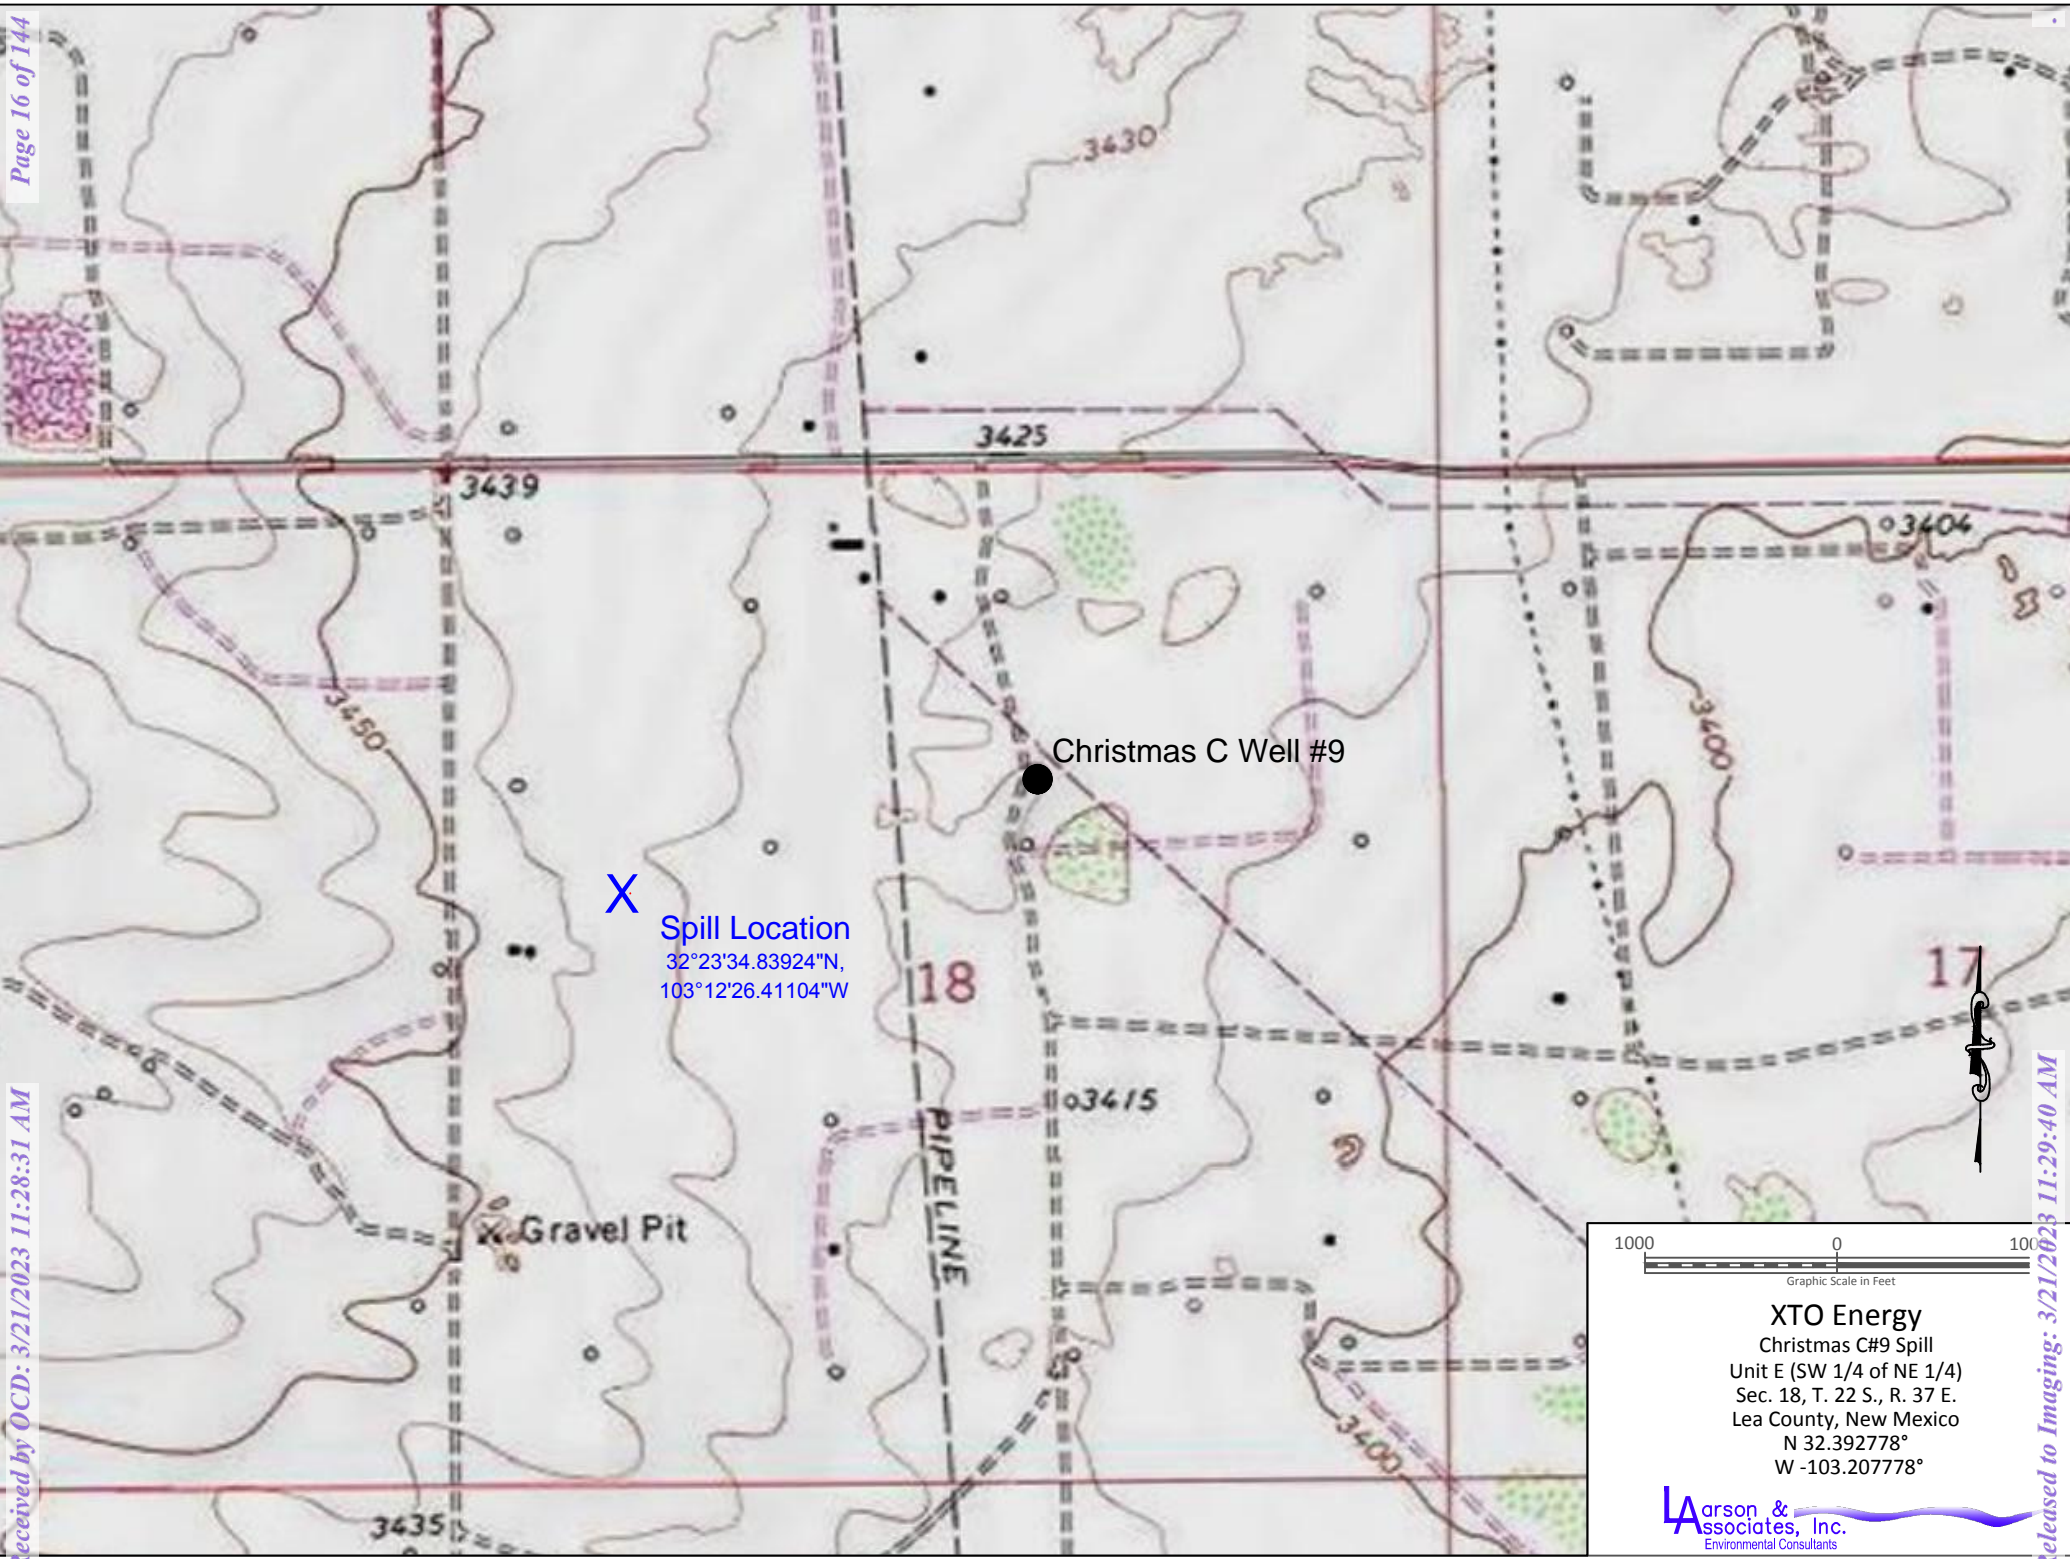 Page 16 of 144
3430
3425
3439
3404
3450
3400
Christmas C Well #9
X
Spill Location
32°23'34.83924"N,
103°12'26.41104"W
18
17
3415
PIPELINE
Gravel Pit
3400
3435
1000 0
Graphic Scale in Feet
XTO Energy
Christmas C#9 Spill
Unit E (SW 1/4 of NE 1/4)
Sec. 18, T. 22 S., R. 37 E.
Lea County, New Mexico
N 32.392778°
W -103.207778°
LArson &
Associates, Inc.
Environmental Consultants
Received by OCD: 3/21/2023 11:28:31 AM
Released to Imaging: 3/21/2023 11:29:40 AM